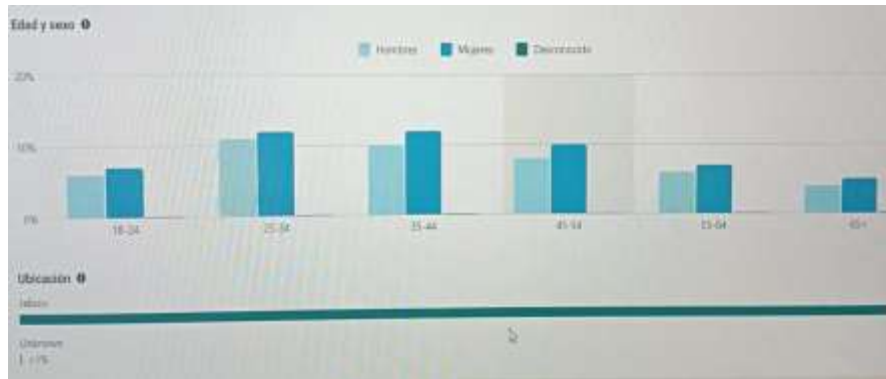 Edad y sexo
Hombres Mujeres Desconocido
20%
10%
0%
18-24 25-34 35-44 45-54 55-64 65+
Ubicación
Unknown
<1%